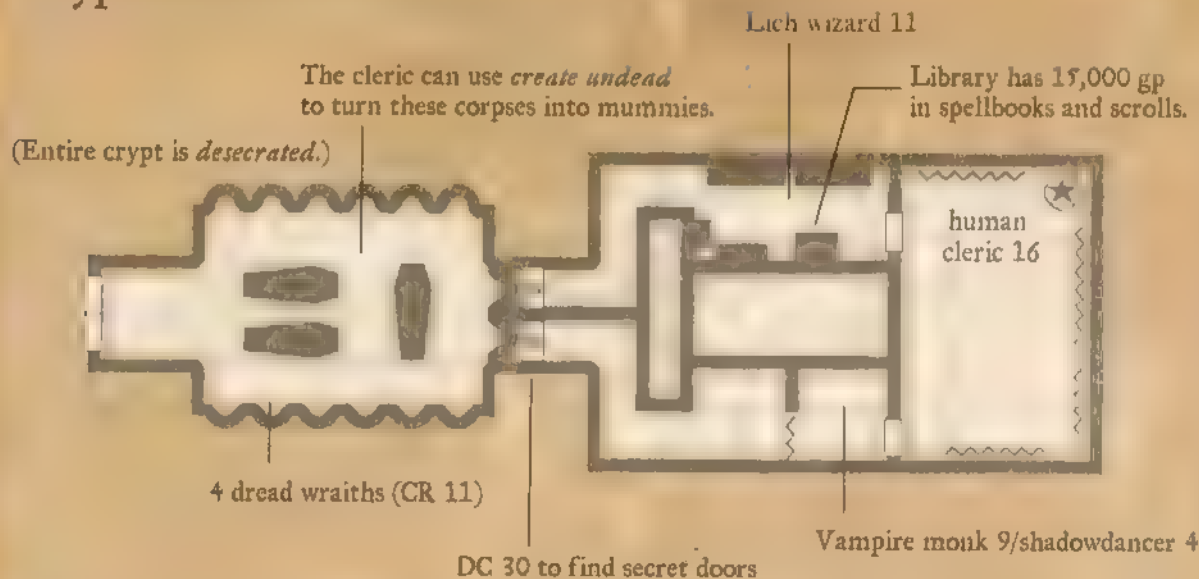 Lich wizard 11
The cleric can use create undead
to turn these corpses into mummies.
Library has 15,000 gp
in spellbooks and scrolls.
(Entire crypt is desecrated.)
human
cleric 16
4 dread wraiths (CR 11)
Vampire monk 9/shadowdancer 4
DC 30 to find secret doors